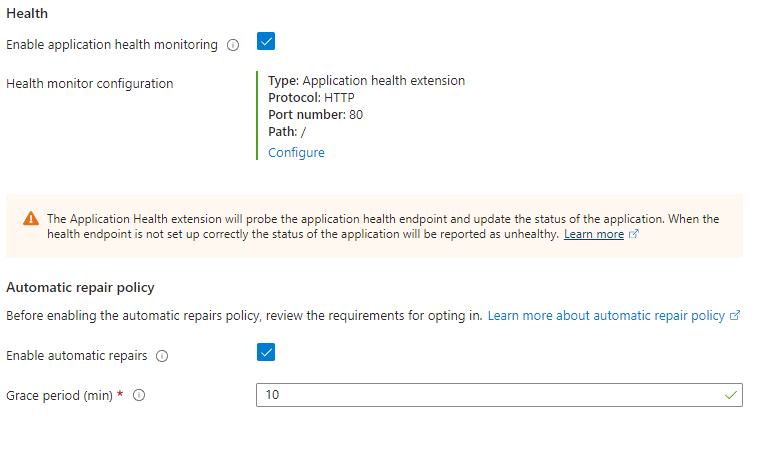 Health
Enable application health monitoring
Health monitor configuration
Type: Application health extension
Protocol: HTTP
Port number: 80
Path: /
Configure
The Application Health extension will probe the application health endpoint and update the status of the application. When the
health endpoint is not set up correctly the status of the application will be reported as unhealthy. Learn more
Automatic repair policy
Before enabling the automatic repairs policy, review the requirements for opting in. Learn more about automatic repair policy
Enable automatic repairs
Grace period (min) *
10